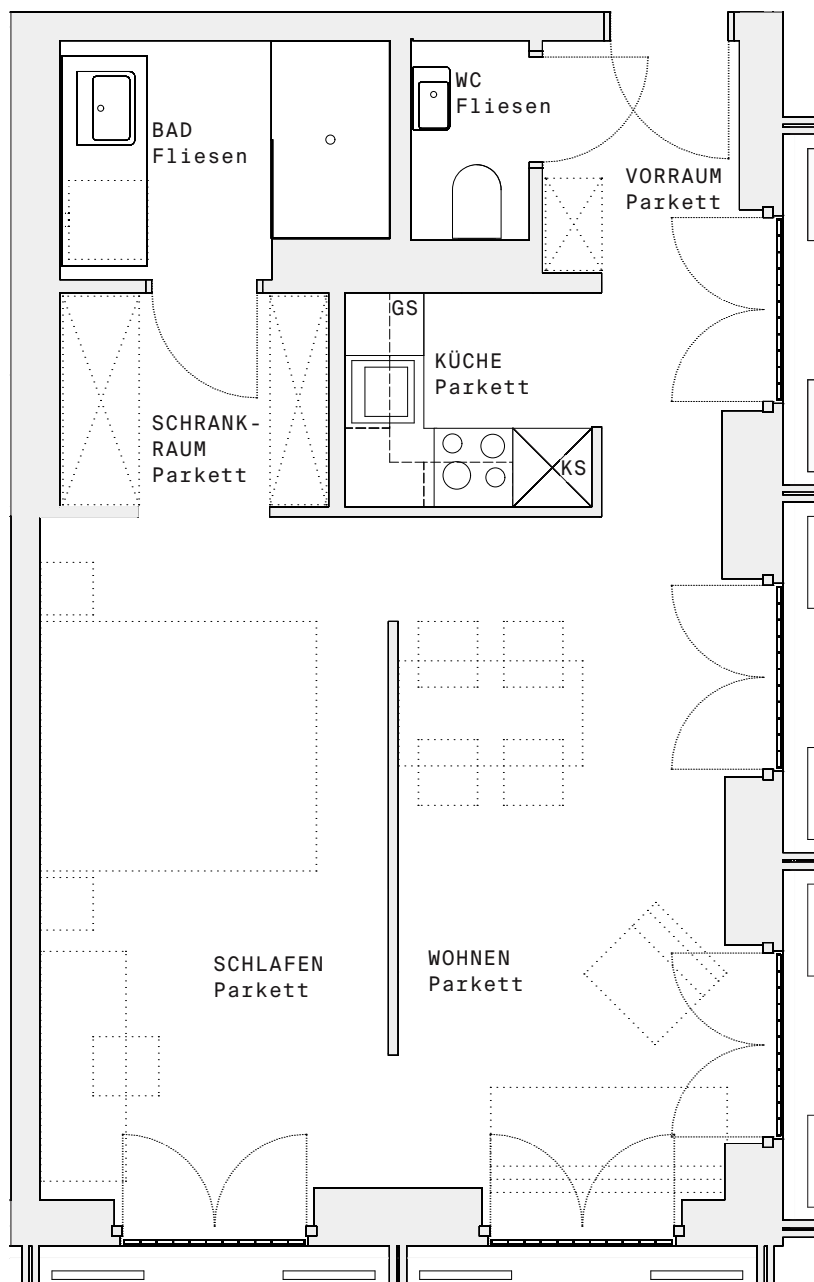 WC
Fliesen
BAD
Fliesen
VORRAUM
Parkett
GS
KÜCHE
Parkett
SCHRANK-
RAUM
Parkett
KS
SCHLAFEN
Parkett
WOHNEN
Parkett